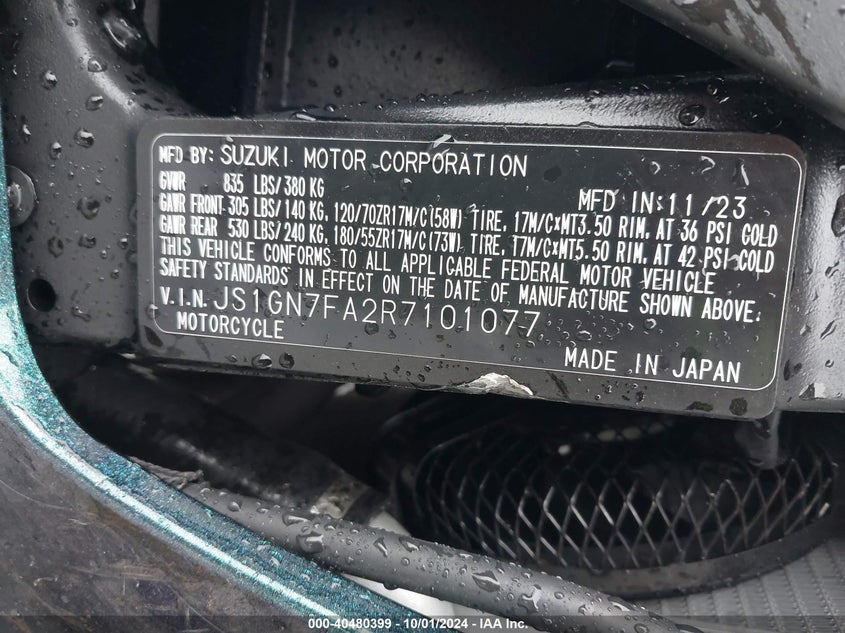 MFD BY: SUZUKI MOTOR CORPORATION
GVWR 835 LBS/380 KG MFD IN: 11/23
GAWR FRONT 305 LBS/140 KG, 120/70ZR17M/C(58W) TIRE, 17M/C×MT3.50 RIM, AT 36 PSI COLD
GAWR REAR 530 LBS/240 KG, 180/55ZR17M/C(73W) TIRE, 17M/C×MT5.50 RIM, AT 42 PSI COLD
THIS VEHICLE CONFORMS TO ALL APPLICABLE FEDERAL MOTOR VEHICLE
SAFETY STANDARDS IN EFFECT ON THE DATE OF MANUFACTURE SHOWN ABOVE.
V.I.N. JS1GN7FA2R7101077
MOTORCYCLE
MADE IN JAPAN
000-40480399 - 10/01/2024 - IAA Inc.